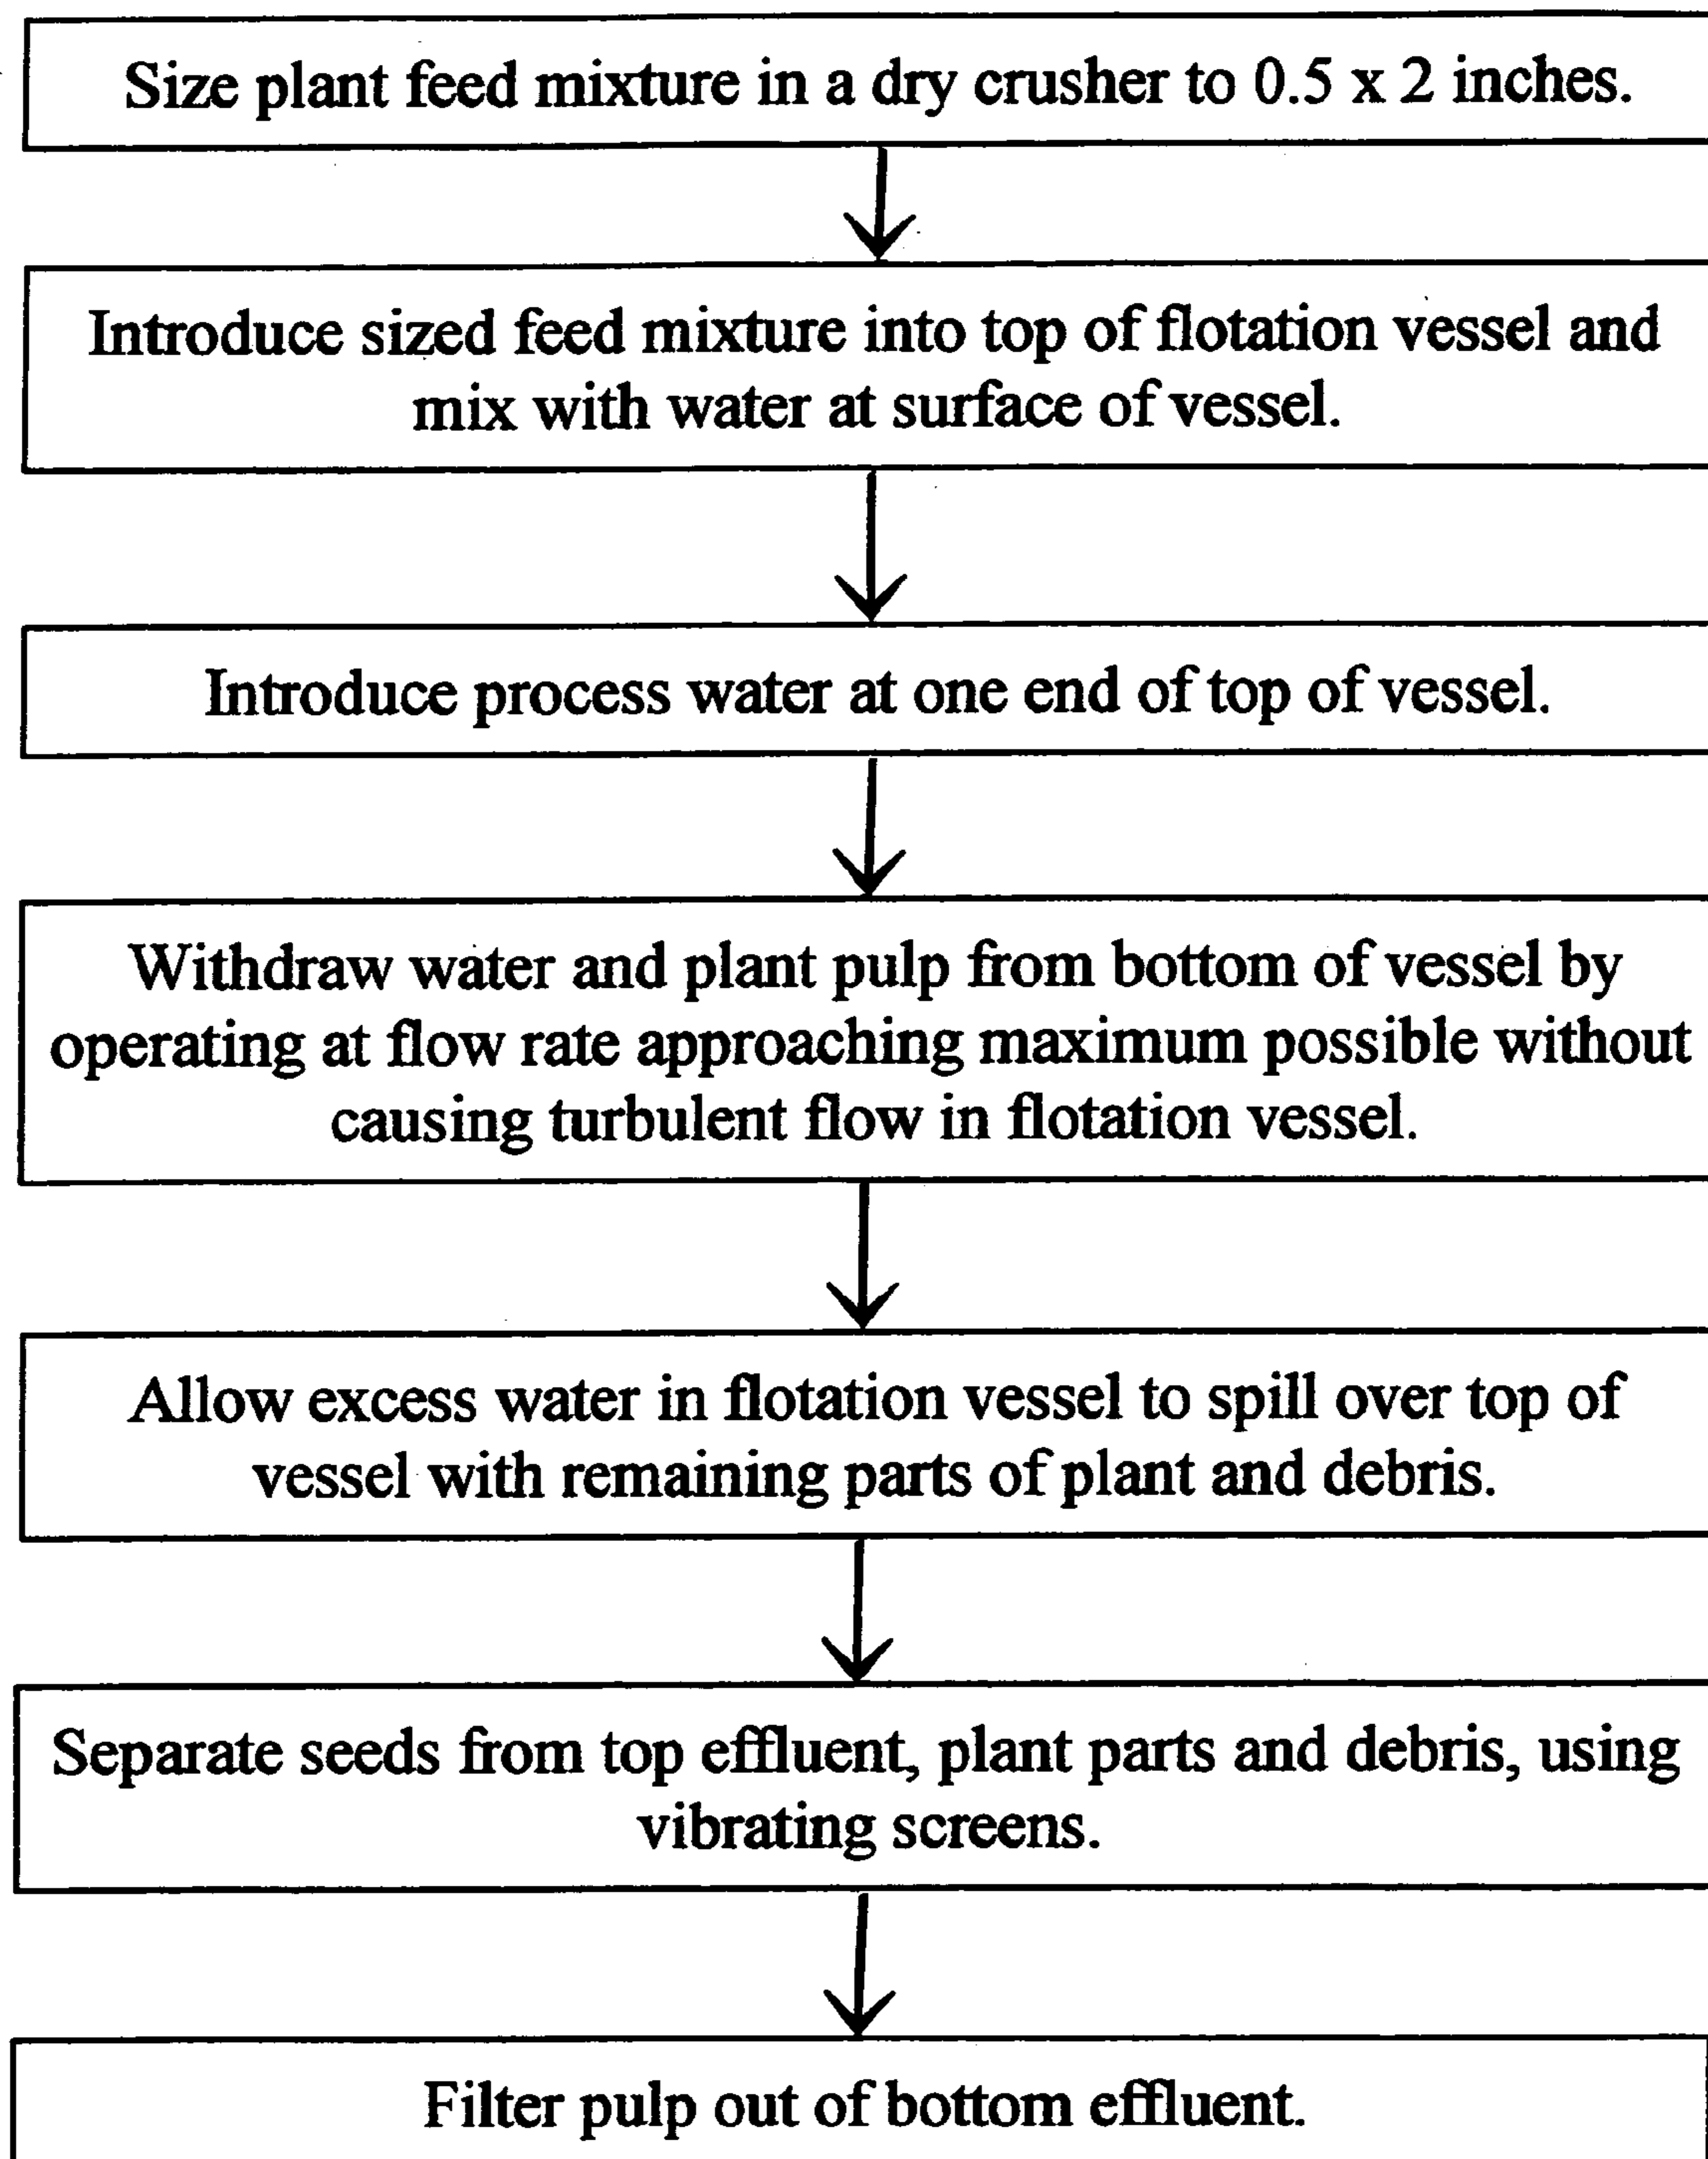 Size plant feed mixture in a dry crusher to 0.5 x 2 inches.
Introduce sized feed mixture into top of flotation vessel and
mix with water at surface of vessel.
Introduce process water at one end of top of vessel.
Withdraw water and plant pulp from bottom of vessel by
operating at flow rate approaching maximum possible without
causing turbulent flow in flotation vessel.
Allow excess water in flotation vessel to spill over top of
vessel with remaining parts of plant and debris.
Separate seeds from top effluent, plant parts and debris, using
vibrating screens.
Filter pulp out of bottom effluent.